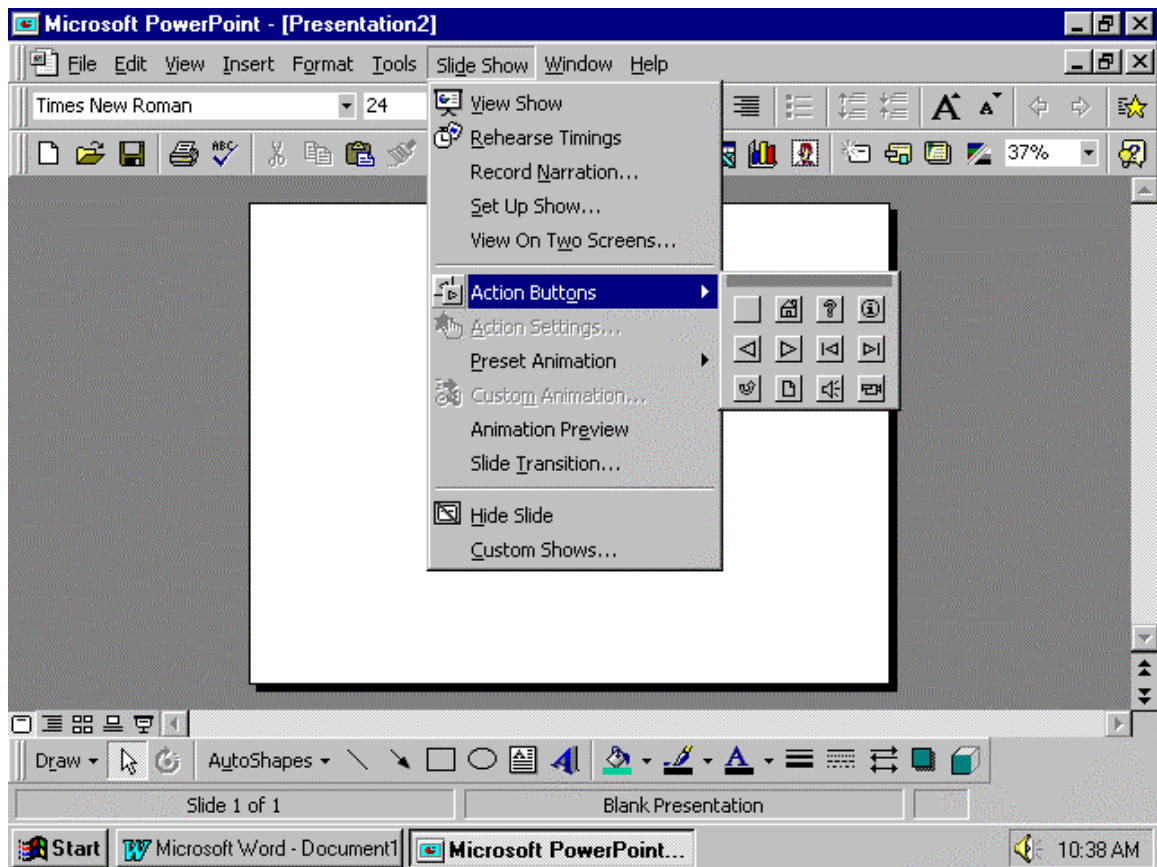 Microsoft PowerPoint - [Presentation2]
File Edit View Insert Format Tools Slide Show Window Help
Times New Roman 24 A A
ABC 37%
View Show
Rehearse Timings
Record Narration...
Set Up Show...
View On Two Screens...
Action Buttons
Action Settings...
Preset Animation
Custom Animation...
Animation Preview
Slide Transition...
Hide Slide
Custom Shows...
Draw AutoShapes A A
Slide 1 of 1 Blank Presentation
Start Microsoft Word - Document1 Microsoft PowerPoint... 10:38 AM